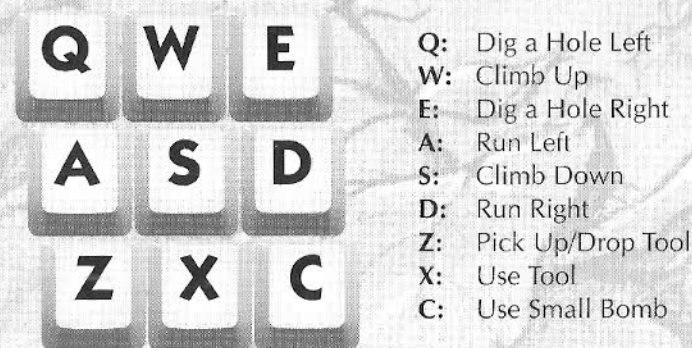 Q W E
A S D
Z X C
Q: Dig a Hole Left
W: Climb Up
E: Dig a Hole Right
A: Run Left
S: Climb Down
D: Run Right
Z: Pick Up/Drop Tool
X: Use Tool
C: Use Small Bomb